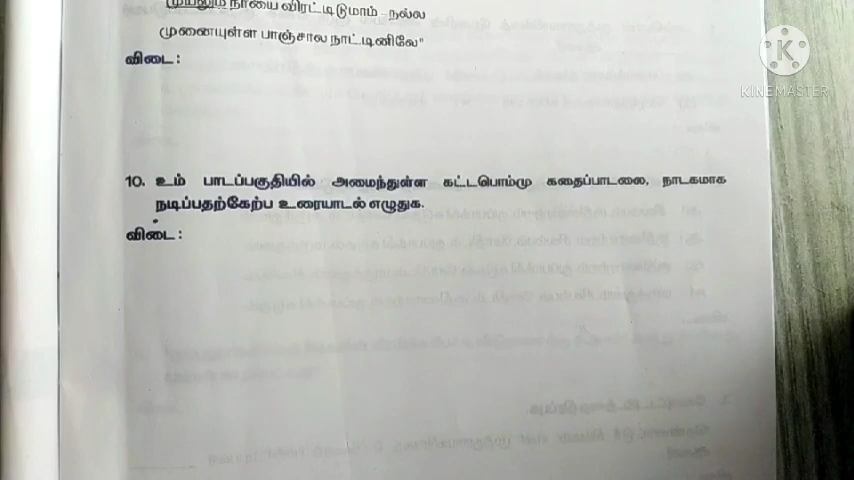 முயலும் நாயை விரட்டிடுமாம் - நல்ல
முனையுள்ள பாஞ்சால நாட்டினிலே"
விடை :
KINEMASTER
10. உம் பாடப்பகுதியில் அமைந்துள்ள கட்டபொம்மு கதைப்பாடலை, நாடகமாக
நடிப்பதற்கேற்ப உரையாடல் எழுதுக.
விடை :